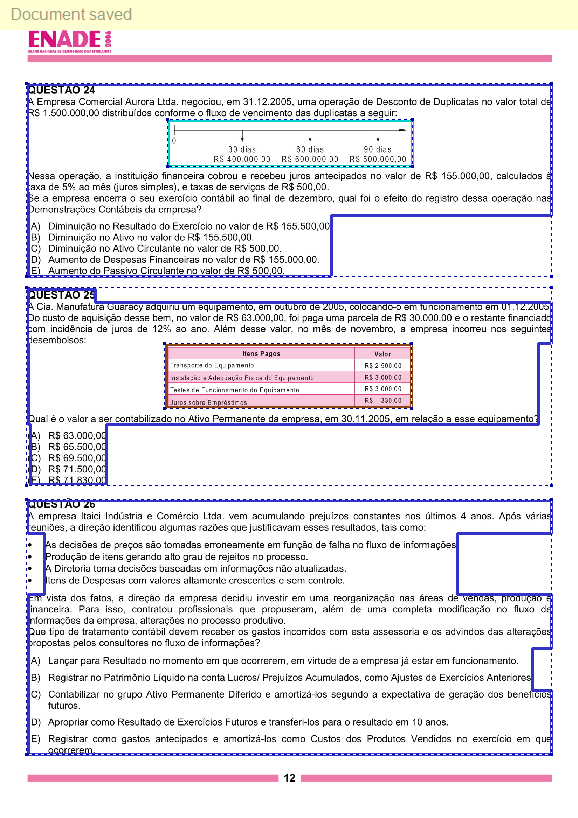 Document saved
ENADE 2006
EXAME NACIONAL DE DESEMPENHO DOS ESTUDANTES
QUESTÃO 24
A Empresa Comercial Aurora Ltda. negociou, em 31.12.2005, uma operação de Desconto de Duplicatas no valor total de
R$ 1.500.000,00 distribuídos conforme o fluxo de vencimento das duplicatas a seguir:
0
30 dias 60 dias 90 dias
R$ 400.000,00 R$ 600.000,00 R$ 500.000,00
Nessa operação, a instituição financeira cobrou e recebeu juros antecipados no valor de R$ 155.000,00, calculados à
taxa de 5% ao mês (juros simples), e taxas de serviços de R$ 500,00.
Se a empresa encerra o seu exercício contábil ao final de dezembro, qual foi o efeito do registro dessa operação nas
Demonstrações Contábeis da empresa?
A) Diminuição no Resultado do Exercício no valor de R$ 155.500,00
B) Diminuição no Ativo no valor de R$ 155.500,00.
C) Diminuição no Ativo Circulante no valor de R$ 500,00.
D) Aumento de Despesas Financeiras no valor de R$ 155.000,00.
E) Aumento do Passivo Circulante no valor de R$ 500,00.
QUESTÃO 25
A Cia. Manufatura Guaracy adquiriu um equipamento, em outubro de 2005, colocando-o em funcionamento em 01.12.2005.
Do custo de aquisição desse bem, no valor de R$ 63.000,00, foi paga uma parcela de R$ 30.000,00 e o restante financiado
com incidência de juros de 12% ao ano. Além desse valor, no mês de novembro, a empresa incorreu nos seguintes
desembolsos:
Itens Pagos Valor
Transporte do Equipamento R$ 2.500,00
Instalação e Adequação Física do Equipamento R$ 3.000,00
Testes de Funcionamento do Equipamento R$ 3.000,00
Juros sobre Empréstimos R$ 330,00
Qual é o valor a ser contabilizado no Ativo Permanente da empresa, em 30.11.2005, em relação a esse equipamento?
A) R$ 63.000,00
B) R$ 65.500,00
C) R$ 69.500,00
D) R$ 71.500,00
E) R$ 71.830,00
QUESTÃO 26
A empresa Itaici Indústria e Comércio Ltda. vem acumulando prejuízos constantes nos últimos 4 anos. Após várias
reuniões, a direção identificou algumas razões que justificavam esses resultados, tais como:
• As decisões de preços são tomadas erroneamente em função de falha no fluxo de informações
• Produção de itens gerando alto grau de rejeitos no processo.
• A Diretoria toma decisões baseadas em informações não atualizadas.
• Itens de Despesas com valores altamente crescentes e sem controle.
Em vista dos fatos, a direção da empresa decidiu investir em uma reorganização nas áreas de vendas, produção e
financeira. Para isso, contratou profissionais que propuseram, além de uma completa modificação no fluxo de
informações da empresa, alterações no processo produtivo.
Que tipo de tratamento contábil devem receber os gastos incorridos com esta assessoria e os advindos das alterações
propostas pelos consultores no fluxo de informações?
A) Lançar para Resultado no momento em que ocorrerem, em virtude de a empresa já estar em funcionamento.
B) Registrar no Patrimônio Líquido na conta Lucros/ Prejuízos Acumulados, como Ajustes de Exercícios Anteriores
C) Contabilizar no grupo Ativo Permanente Diferido e amortizá-los segundo a expectativa de geração dos benefícios
futuros.
D) Apropriar como Resultado de Exercícios Futuros e transferi-los para o resultado em 10 anos.
E) Registrar como gastos antecipados e amortizá-los como Custos dos Produtos Vendidos no exercício em que
ocorrerem.
12